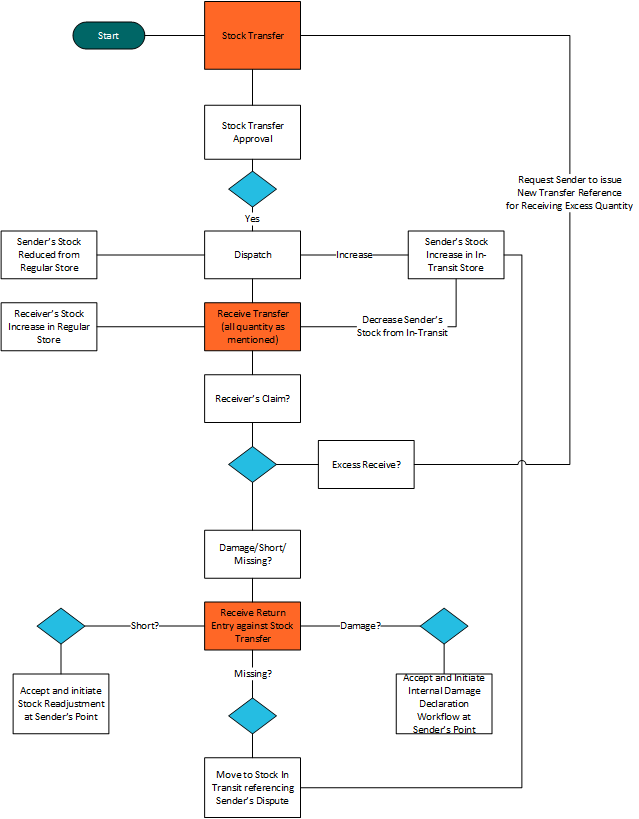 Start
Stock Transfer
Stock Transfer
Approval
Request Sender to issue
New Transfer Reference
for Receiving Excess Quantity
Yes
Sender's Stock
Reduced from
Regular Store
Dispatch
Increase
Sender's Stock
Increase in In-
Transit Store
Receiver's Stock
Increase in Regular
Store
Receive Transfer
(all quantity as
mentioned)
Decrease Sender's
Stock from In-Transit
Receiver's Claim?
Excess Receive?
Damage/Short/
Missing?
Short?
Receive Return
Entry against Stock
Transfer
Damage?
Missing?
Accept and initiate
Stock Readjustment
at Sender's Point
Accept and Initiate
Internal Damage
Declaration
Workflow at
Sender's Point
Move to Stock In
Transit referencing
Sender's Dispute